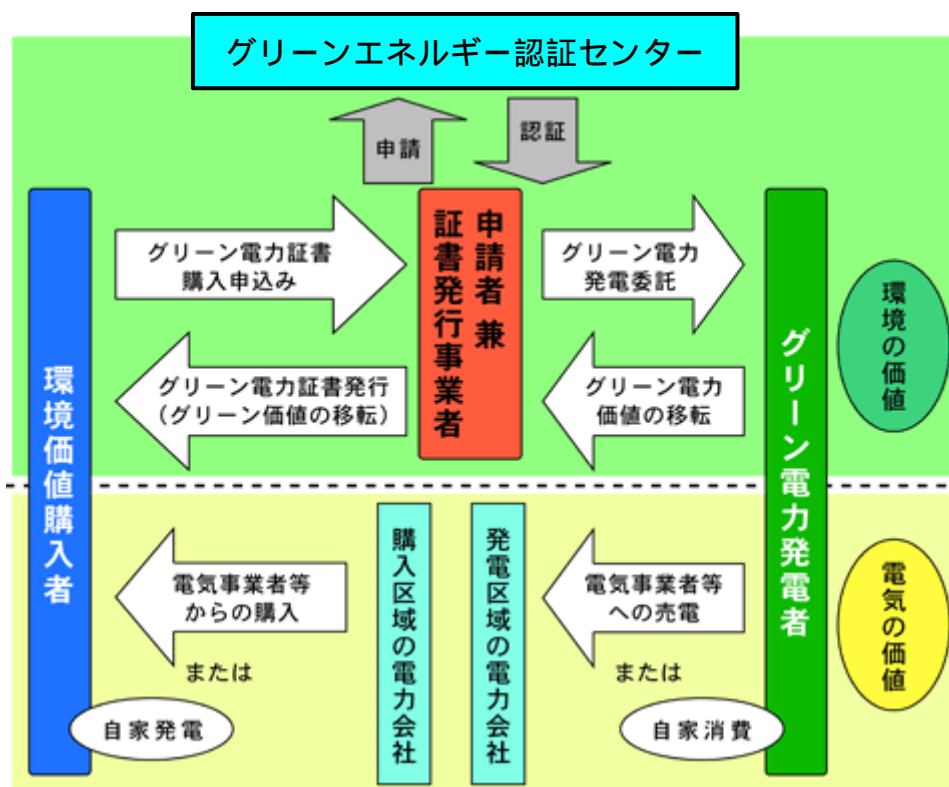 グリーンエネルギー認証センター
申請
認証
環境価値購入者
グリーン電力証書
購入申込み
申請者 兼
証書発行事業者
グリーン電力
発電委託
グリーン電力発電者
環境の価値
グリーン電力証書発行
(グリーン価値の移転)
グリーン電力
価値の移転
電気事業者等
からの購入
または
自家発電
購入区域の電力会社
発電区域の電力会社
電気事業者等
への売電
または
自家消費
電気の価値